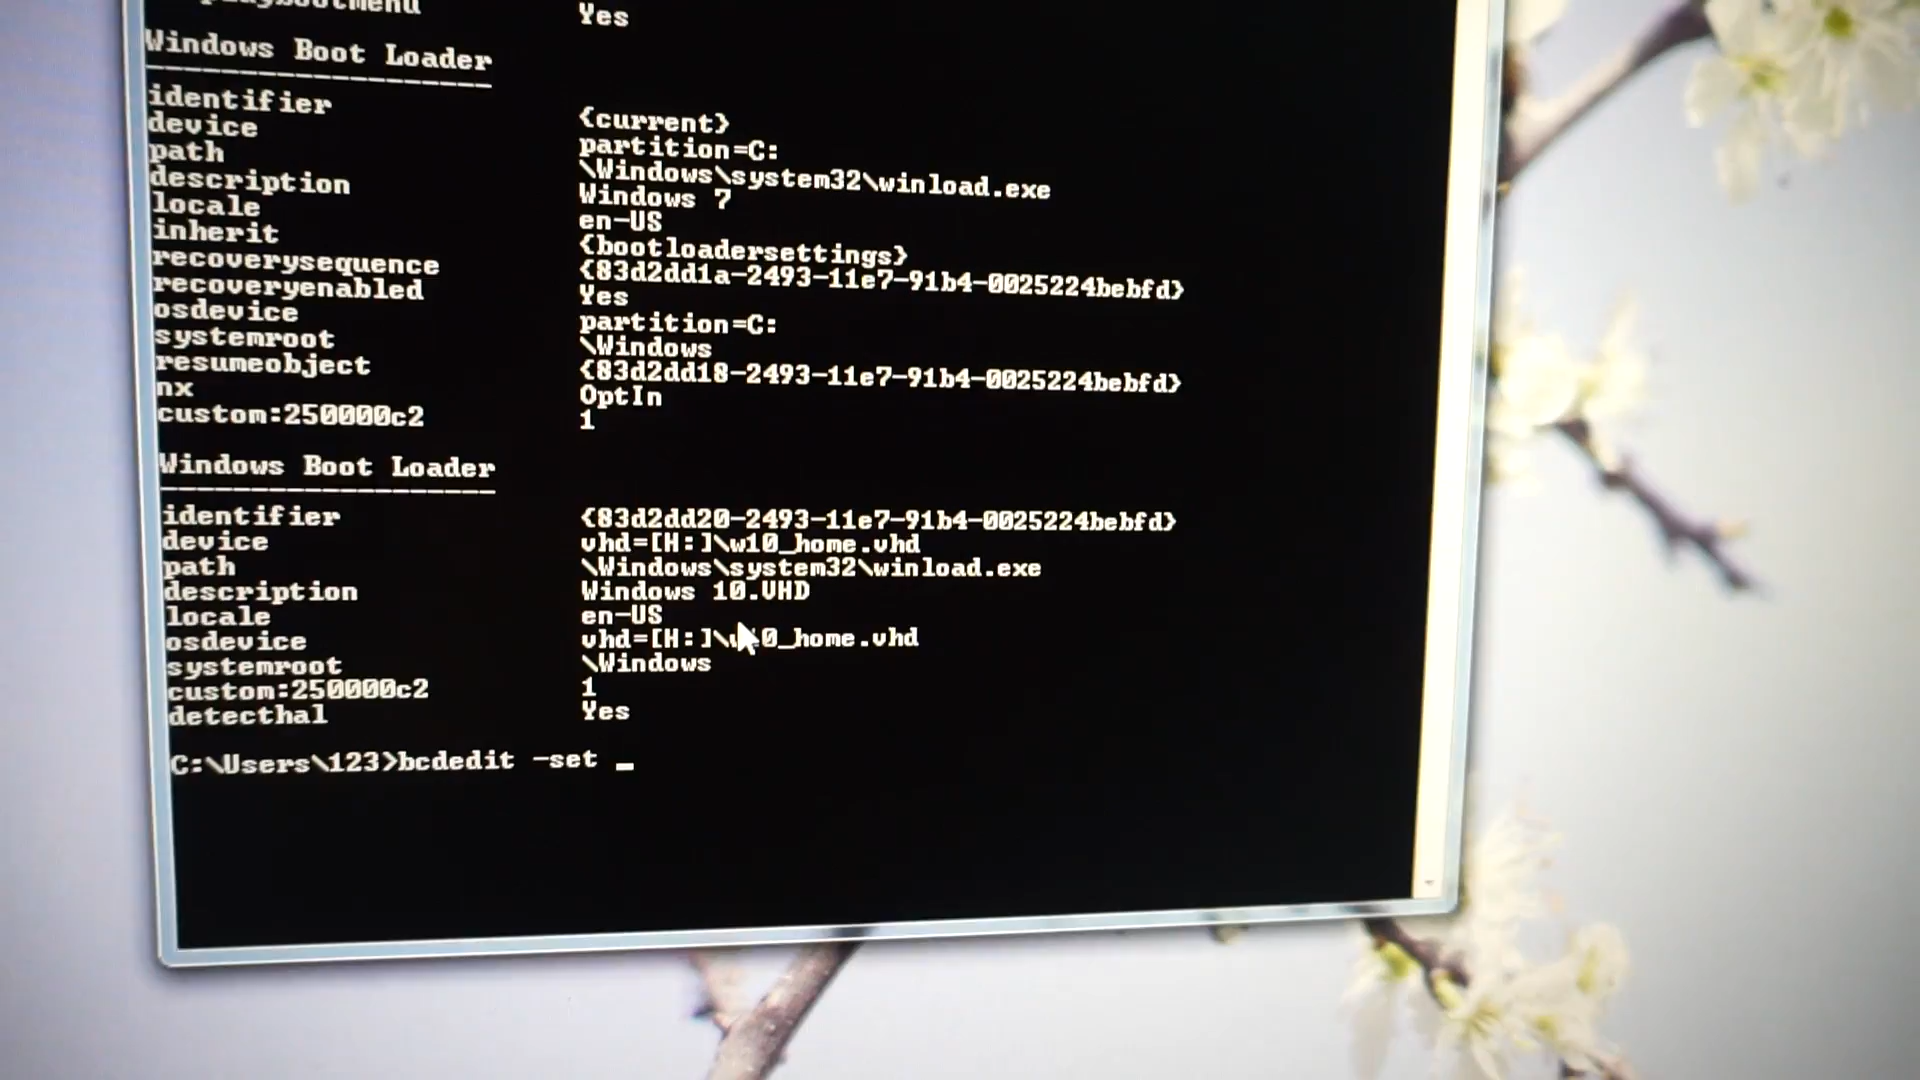 Yes
Windows Boot Loader
identifier {current}
device partition=C:
path \Windows\system32\winload.exe
description Windows 7
locale en-US
inherit {bootloadersettings}
recoverysequence {83d2dd1a-2493-11e7-91b4-0025224bebfd}
recoveryenabled Yes
osdevice partition=C:
systemroot \Windows
resumeobject {83d2dd18-2493-11e7-91b4-0025224bebfd}
nx OptIn
custom:250000c2 1
Windows Boot Loader
identifier {83d2dd20-2493-11e7-91b4-0025224bebfd}
device vhd=[H:]\w10_home.vhd
path \Windows\system32\winload.exe
description Windows 10.VHD
locale en-US
osdevice vhd=[H:]\w10_home.vhd
systemroot \Windows
custom:250000c2 1
detecthal Yes
C:\Users\123>bcdedit -set _